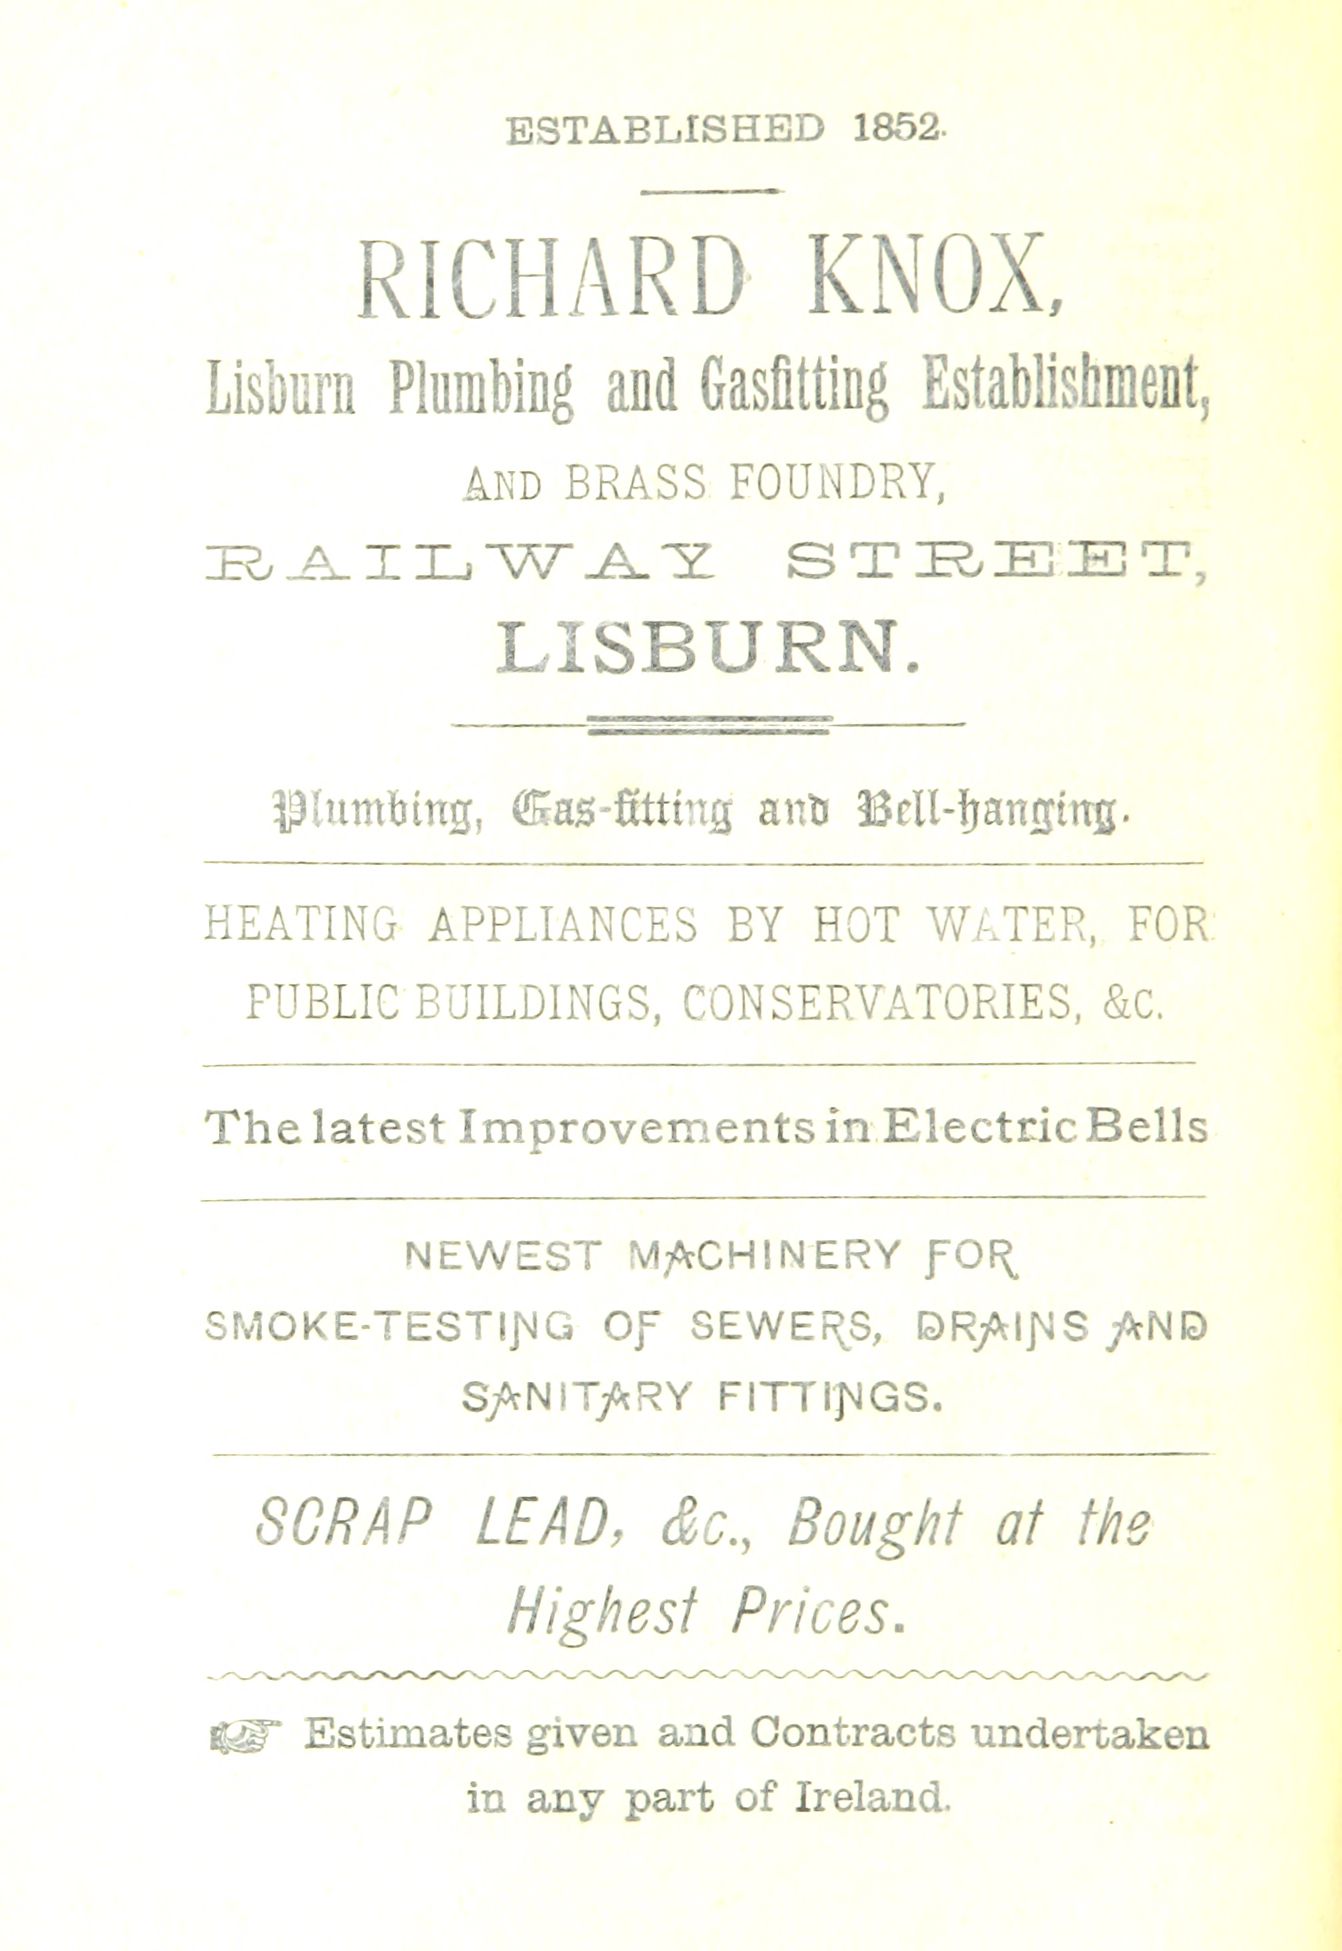 ESTABLISHED 1852.
RICHARD KNOX,
Lisburn Plumbing and Gasfitting Establishment,
AND BRASS FOUNDRY,
RAILWAY STREET,
LISBURN.
Plumbing, Gas-fitting and Bell-hanging.
HEATING APPLIANCES BY HOT WATER, FOR
PUBLIC BUILDINGS, CONSERVATORIES, &C.
The latest Improvements in Electric Bells
NEWEST MACHINERY FOR
SMOKE-TESTING OF SEWERS, DRAINS AND
SANITARY FITTINGS.
SCRAP LEAD, &c., Bought at the
Highest Prices.
☞ Estimates given and Contracts undertaken
in any part of Ireland.